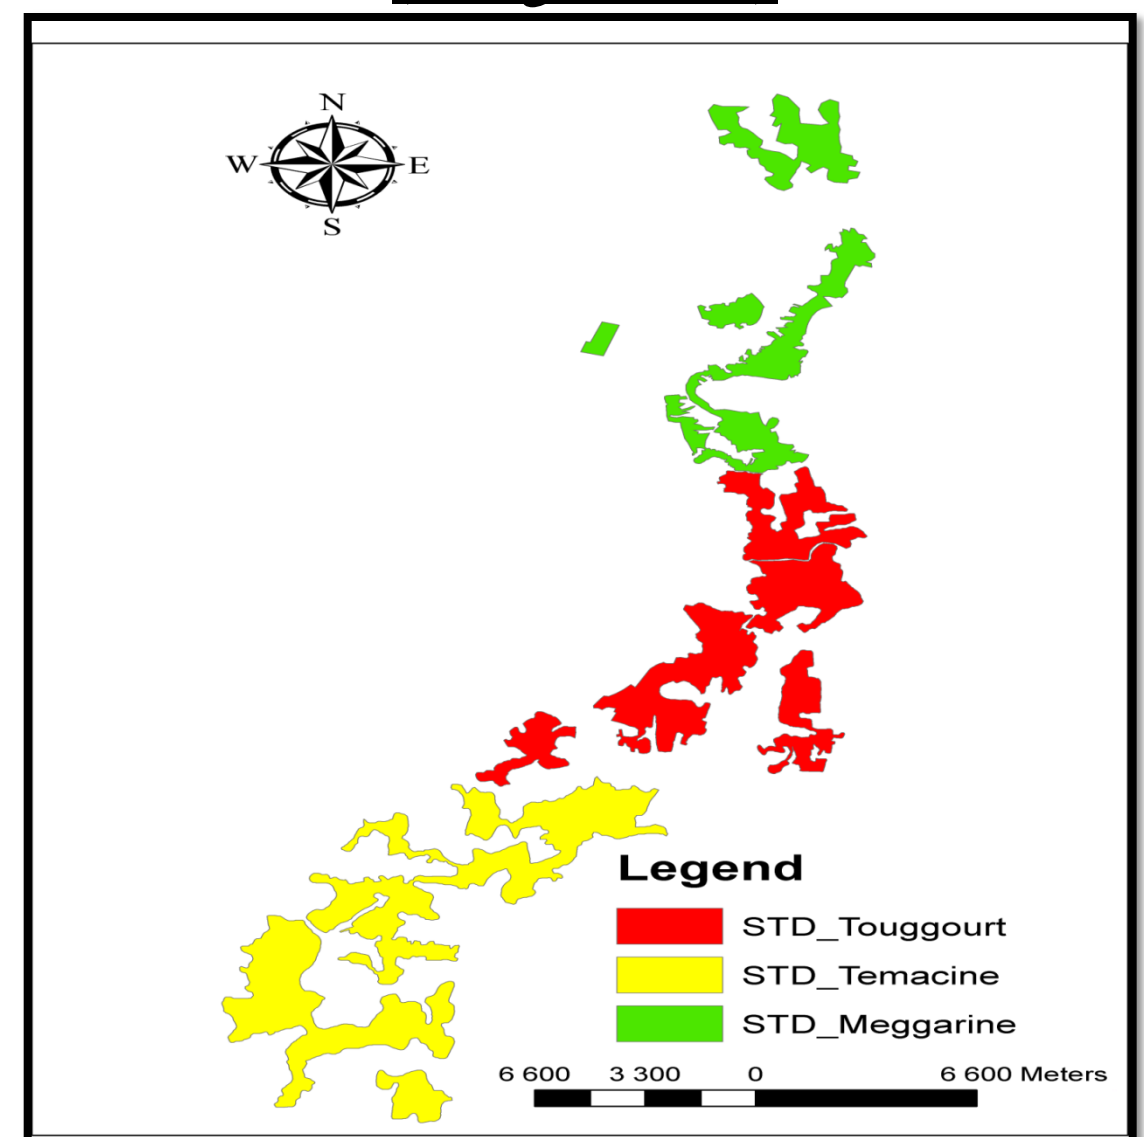 N
W E
S
Legend
STD_Touggourt
STD_Temacine
STD_Meggarine
6 600 3 300 0 6 600 Meters